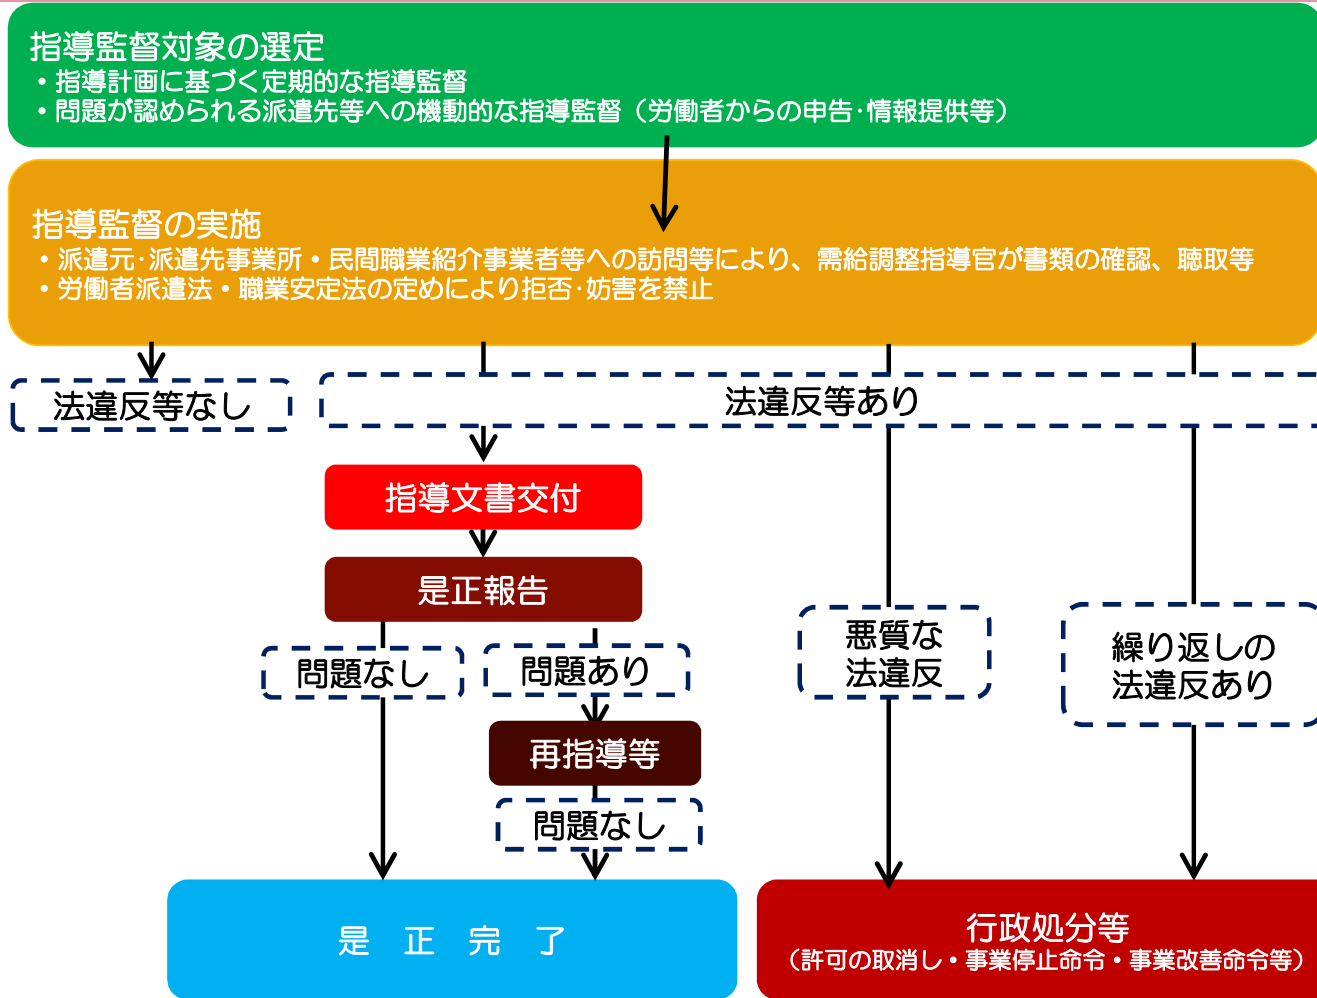 指導監督対象の選定
・指導計画に基づく定期的な指導監督
・問題が認められる派遣先等への機動的な指導監督（労働者からの申告･情報提供等）
指導監督の実施
・派遣元･派遣先事業所・民間職業紹介事業者等への訪問等により、需給調整指導官が書類の確認、聴取等
・労働者派遣法・職業安定法の定めにより拒否･妨害を禁止
法違反等なし
法違反等あり
指導文書交付
是正報告
問題なし
問題あり
悪質な
法違反
繰り返しの
法違反あり
再指導等
問題なし
是 正 完 了
行政処分等
（許可の取消し・事業停止命令・事業改善命令等）